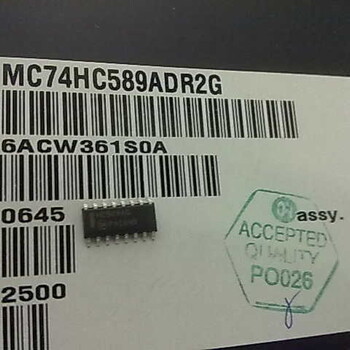 MC74HC589ADR2G
6ACW361S0A
0645
assy.
ACCEPTED
QUALITY
PO026
2500